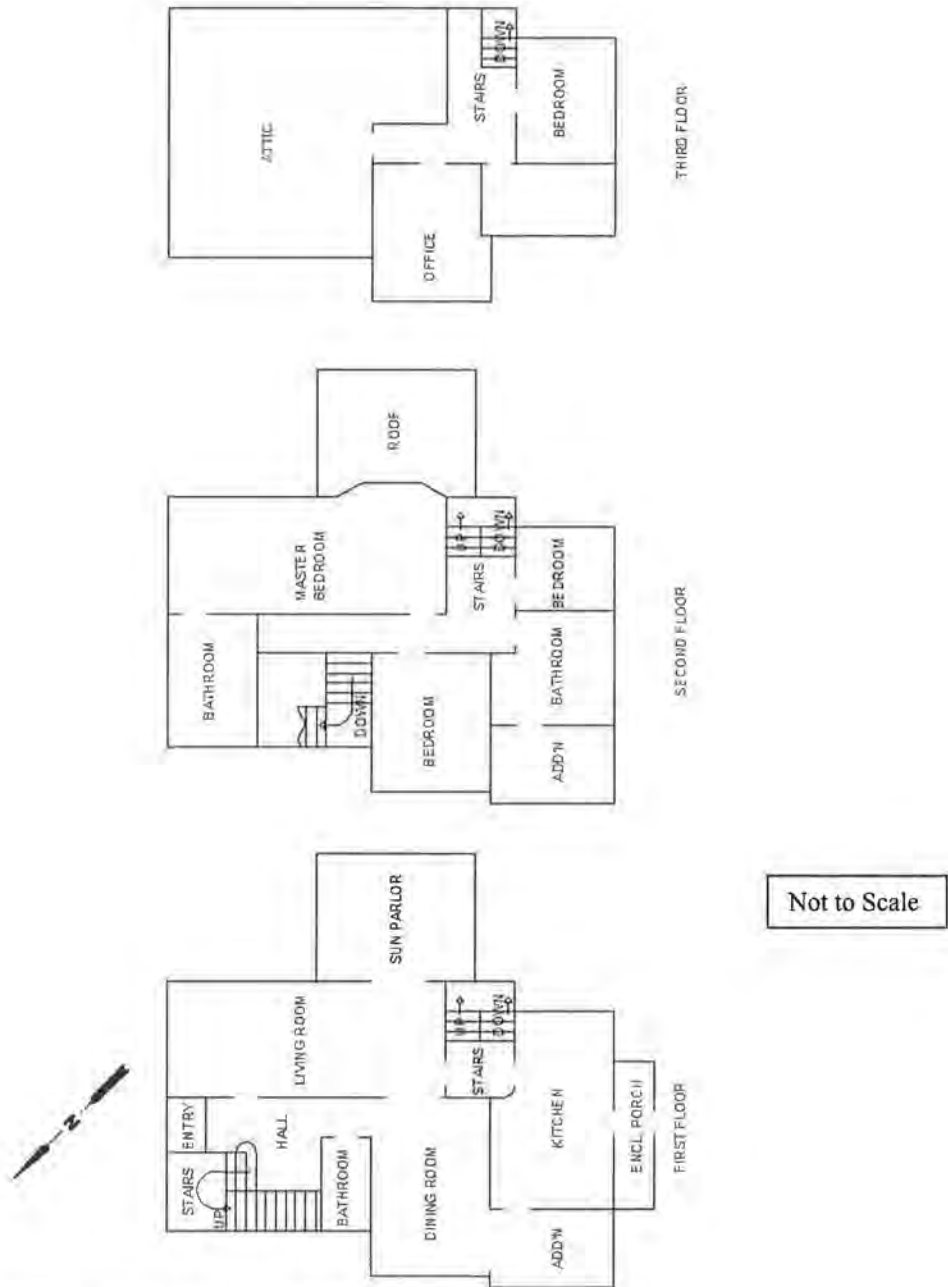 ATTIC
DOWN
STAIRS
BEDROOM
OFFICE
THIRD FLOOR
ROOF
MASTER
BEDROOM
UP
DOWN
STAIRS
BEDROOM
BATHROOM
BATHROOM
DOWN
BEDROOM
ADD'N
SECOND FLOOR
SUN PARLOR
LIVING ROOM
UP
DOWN
STAIRS
ENTRY
HALL
KITCHEN
ENCL. PORCH
STAIRS
UP
BATHROOM
DINING ROOM
ADD'N
FIRST FLOOR
N
Not to Scale